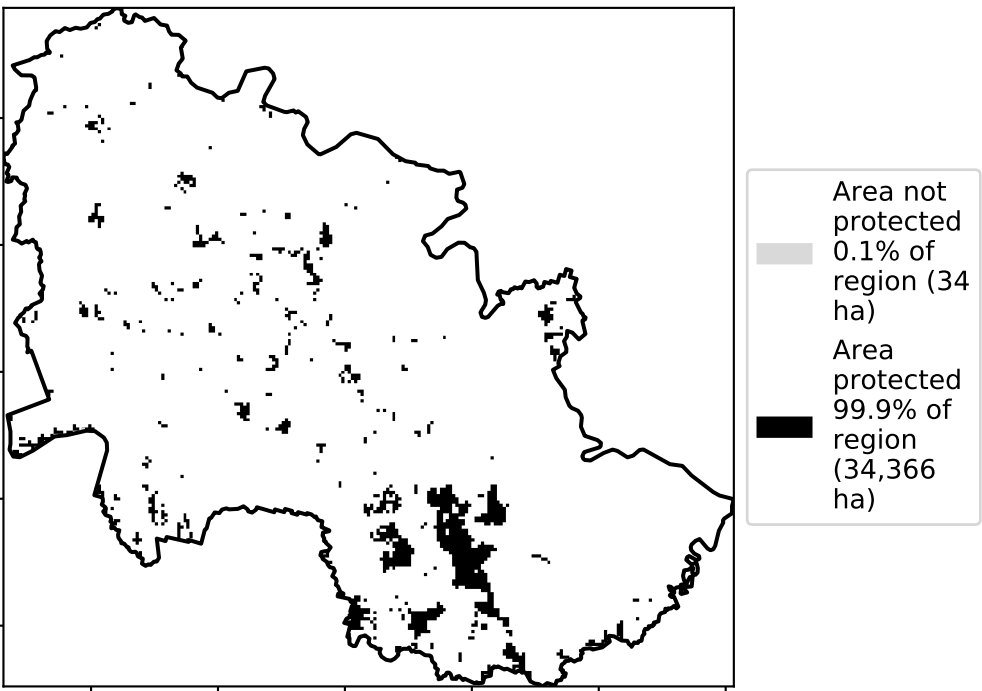 Area not
protected
0.1% of
region (34
ha)
Area
protected
99.9% of
region
(34,366
ha)